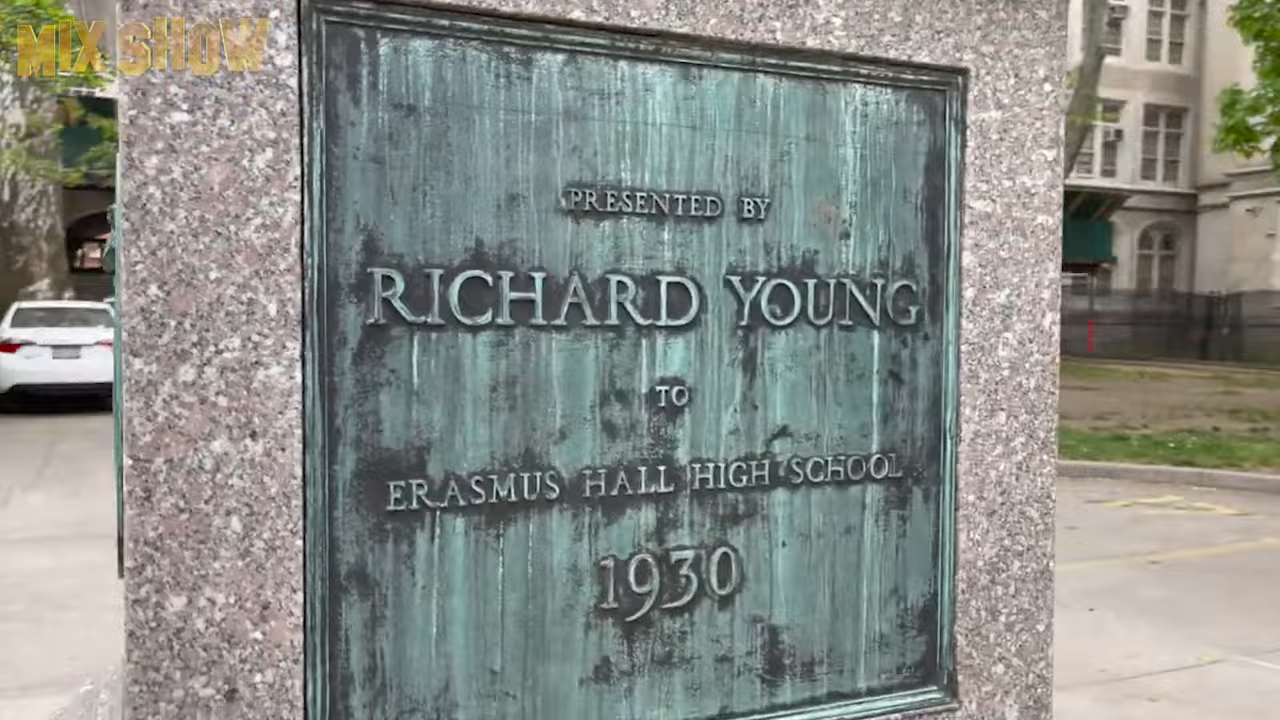 MIX SHOW
PRESENTED BY
RICHARD YOUNG
TO
ERASMUS HALL HIGH SCHOOL
1930